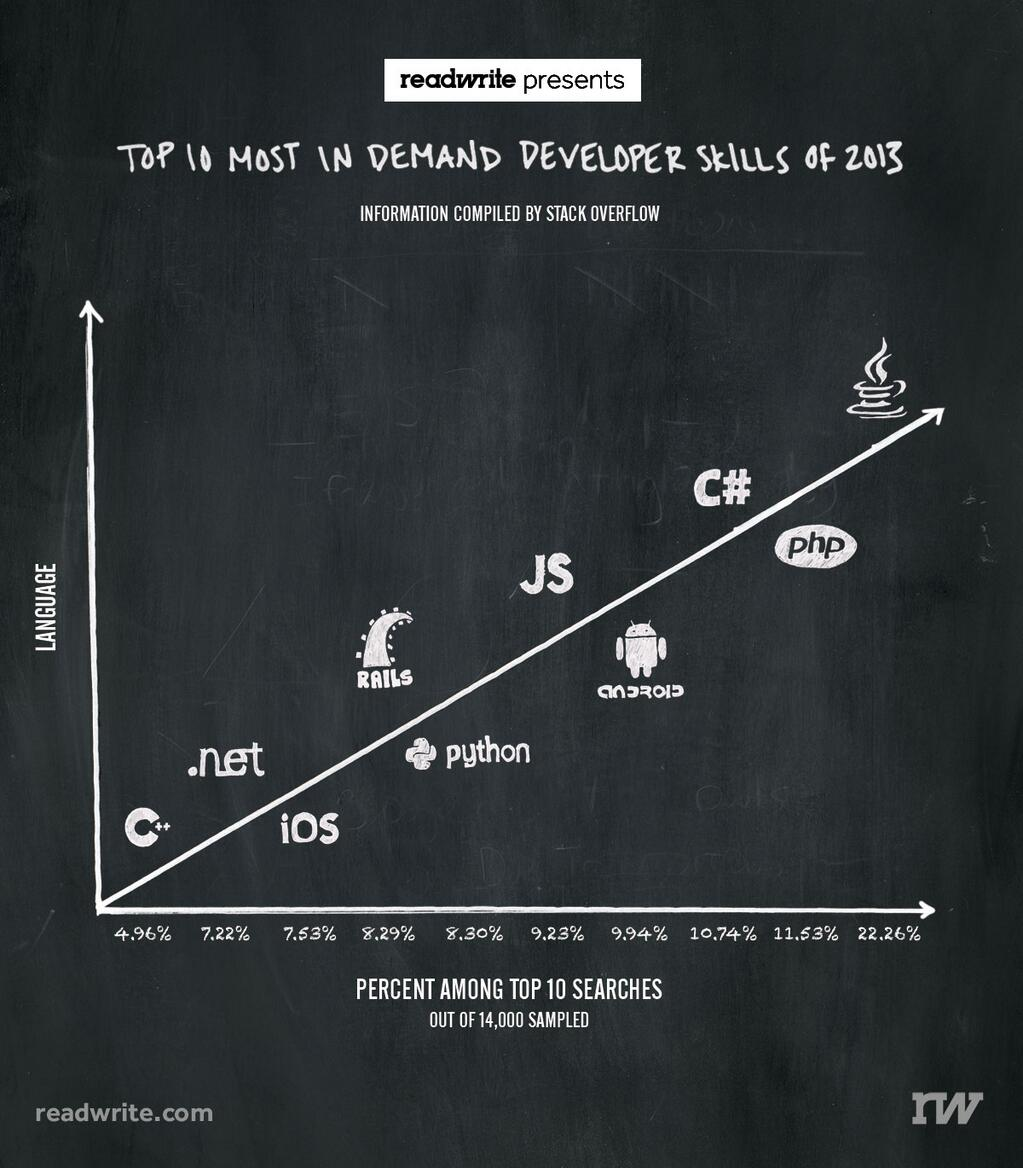 readwrite presents
TOP 10 MOST IN DEMAND DEVELOPER SKILLS OF 2013
INFORMATION COMPILED BY STACK OVERFLOW
LANGUAGE
C#
php
JS
RAILS
ANDROID
python
.net
C++
iOS
4.96% 7.22% 7.53% 8.29% 8.30% 9.23% 9.94% 10.74% 11.53% 22.26%
PERCENT AMONG TOP 10 SEARCHES
OUT OF 14,000 SAMPLED
readwrite.com
rw